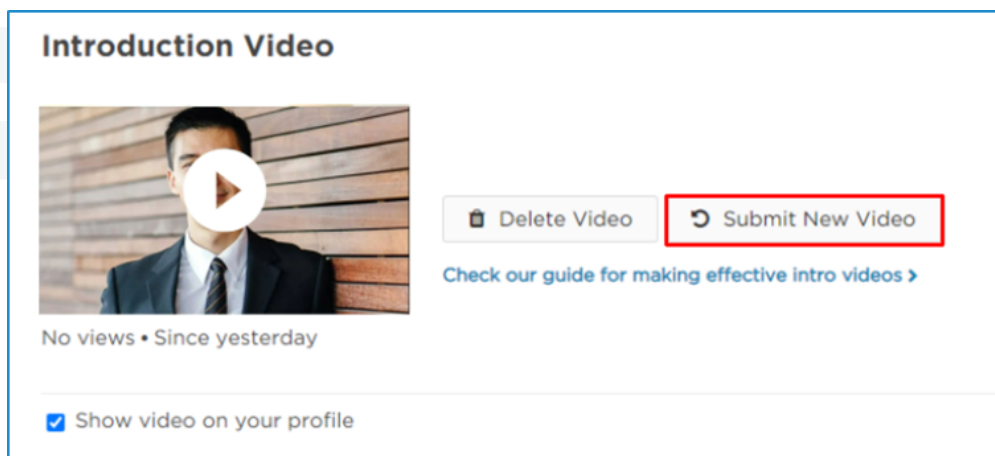 Introduction Video
Delete Video
Submit New Video
Check our guide for making effective intro videos >
No views • Since yesterday
Show video on your profile